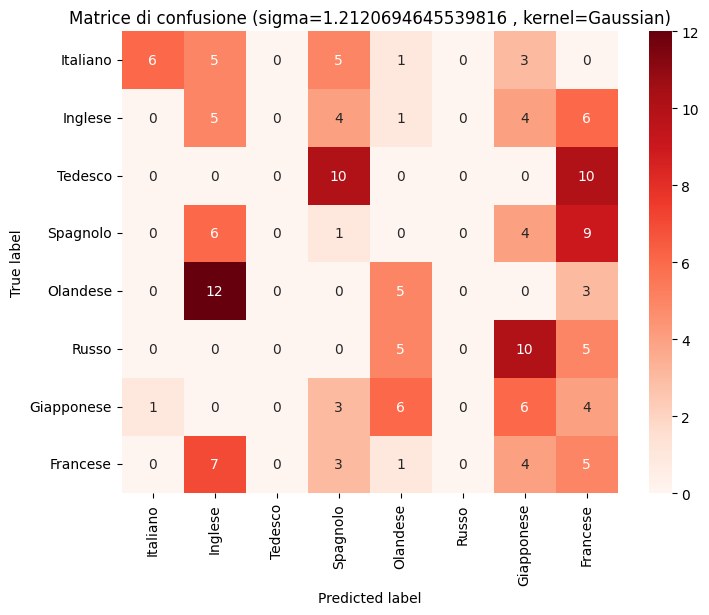 Matrice di confusione (sigma=1.2120694645539816 , kernel=Gaussian)
Italiano 6 5 0 5 1 0 3 0
Inglese 0 5 0 4 1 0 4 6
Tedesco 0 0 0 10 0 0 0 10
Spagnolo 0 6 0 1 0 0 4 9
Olandese 0 12 0 0 5 0 0 3
Russo 0 0 0 0 5 0 10 5
Giapponese 1 0 0 3 6 0 6 4
Francese 0 7 0 3 1 0 4 5
True label
Italiano Inglese Tedesco Spagnolo Olandese Russo Giapponese Francese
Predicted label
12
10
8
6
4
2
0